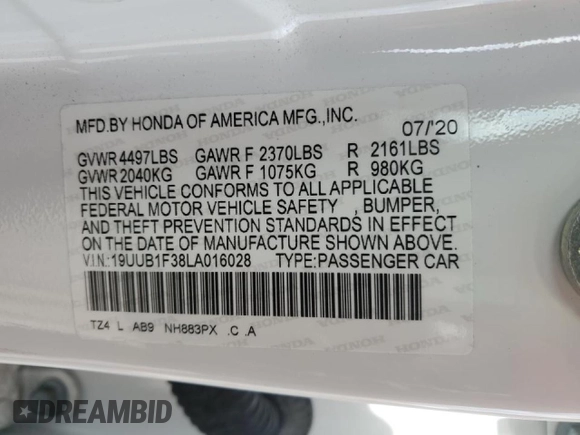 MFD.BY HONDA OF AMERICA MFG.,INC. 07/'20
GVWR 4497LBS GAWR F 2370LBS R 2161LBS
GVWR 2040KG GAWR F 1075KG R 980KG
THIS VEHICLE CONFORMS TO ALL APPLICABLE
FEDERAL MOTOR VEHICLE SAFETY , BUMPER,
AND THEFT PREVENTION STANDARDS IN EFFECT
ON THE DATE OF MANUFACTURE SHOWN ABOVE.
V.I.N.:19UUB1F38LA016028 TYPE:PASSENGER CAR
TZ4 L AB9 NH883PX .C .A
DREAMBID